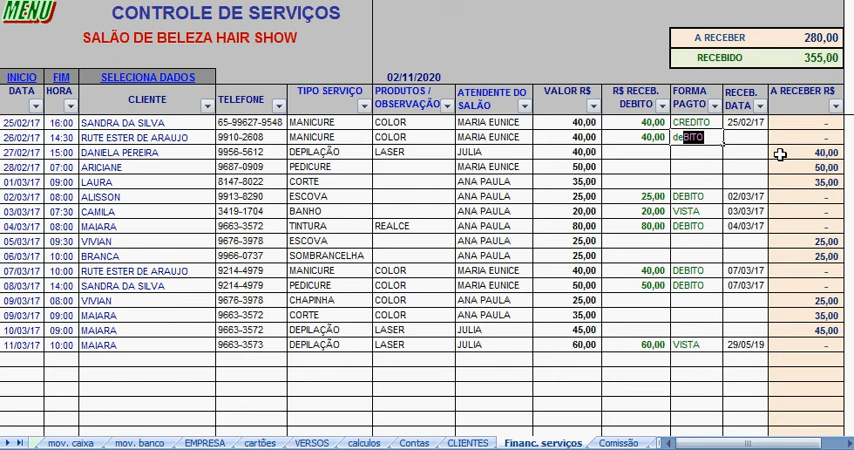 MENU
CONTROLE DE SERVIÇOS
SALÃO DE BELEZA HAIR SHOW
A RECEBER 280,00
RECEBIDO 355,00
INICIO FIM SELECIONA DADOS 02/11/2020
DATA HORA CLIENTE TELEFONE TIPO SERVIÇO PRODUTOS / OBSERVAÇÃO ATENDENTE DO SALÃO VALOR R$ R$ RECEB. DEBITO FORMA PAGTO RECEB. DATA A RECEBER R$
25/02/17 16:00 SANDRA DA SILVA 65-99627-9548 MANICURE COLOR MARIA EUNICE 40,00 40,00 CREDITO 25/02/17 -
26/02/17 14:30 RUTE ESTER DE ARAUJO 9910-2608 MANICURE COLOR MARIA EUNICE 40,00 40,00 deBITO -
27/02/17 15:00 DANIELA PEREIRA 9956-5612 DEPILAÇÃO LASER JULIA 40,00 40,00
28/02/17 07:00 ARICIANE 9687-0909 PEDICURE MARIA EUNICE 50,00 50,00
01/03/17 09:00 LAURA 8147-8022 CORTE ANA PAULA 35,00 35,00
02/03/17 08:00 ALISSON 9913-8290 ESCOVA ANA PAULA 25,00 25,00 DEBITO 02/03/17 -
03/03/17 07:30 CAMILA 3419-1704 BANHO ANA PAULA 20,00 20,00 VISTA 03/03/17 -
04/03/17 08:00 MAIARA 9663-3572 TINTURA REALCE ANA PAULA 80,00 80,00 DEBITO 04/03/17 -
05/03/17 09:30 VIVIAN 9676-3978 ESCOVA ANA PAULA 25,00 25,00
06/03/17 10:00 BRANCA 9966-0737 SOMBRANCELHA ANA PAULA 25,00 25,00
07/03/17 10:00 RUTE ESTER DE ARAUJO 9214-4979 MANICURE COLOR MARIA EUNICE 40,00 40,00 DEBITO 07/03/17 -
08/03/17 14:00 SANDRA DA SILVA 9214-4979 PEDICURE COLOR MARIA EUNICE 50,00 50,00 DEBITO 07/03/17 -
09/03/17 08:00 VIVIAN 9676-3978 CHAPINHA COLOR ANA PAULA 25,00 25,00
09/03/17 09:00 MAIARA 9663-3572 CORTE COLOR ANA PAULA 35,00 35,00
10/03/17 09:00 MAIARA 9663-3572 DEPILAÇÃO LASER JULIA 45,00 45,00
11/03/17 10:00 MAIARA 9663-3573 DEPILAÇÃO LASER JULIA 60,00 60,00 VISTA 29/05/19 -
mov. caixa mov. banco EMPRESA cartões VERSOS calculos Contas CLIENTES Financ. serviços Comissão